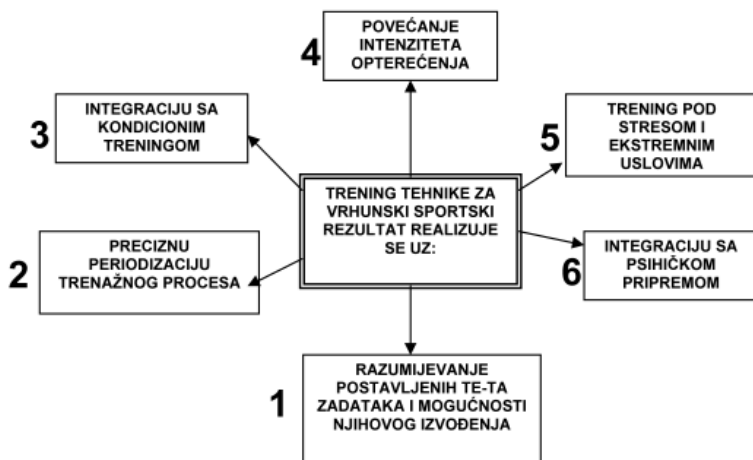 4
POVEĆANJE
INTENZITETA
OPTEREĆENJA
3
INTEGRACIJU SA
KONDICIONIM
TRENINGOM
5
TRENING POD
STRESOM I
EKSTREMNIM
USLOVIMA
TRENING TEHNIKE ZA
VRHUNSKI SPORTSKI
REZULTAT REALIZUJE
SE UZ:
2
PRECIZNU
PERIODIZACIJU
TRENAŽNOG PROCESA
6
INTEGRACIJU SA
PSIHIČKOM
PRIPREMOM
1
RAZUMIJEVANJE
POSTAVLJENIH TE-TA
ZADATAKA I MOGUĆNOSTI
NJIHOVOG IZVOĐENJA